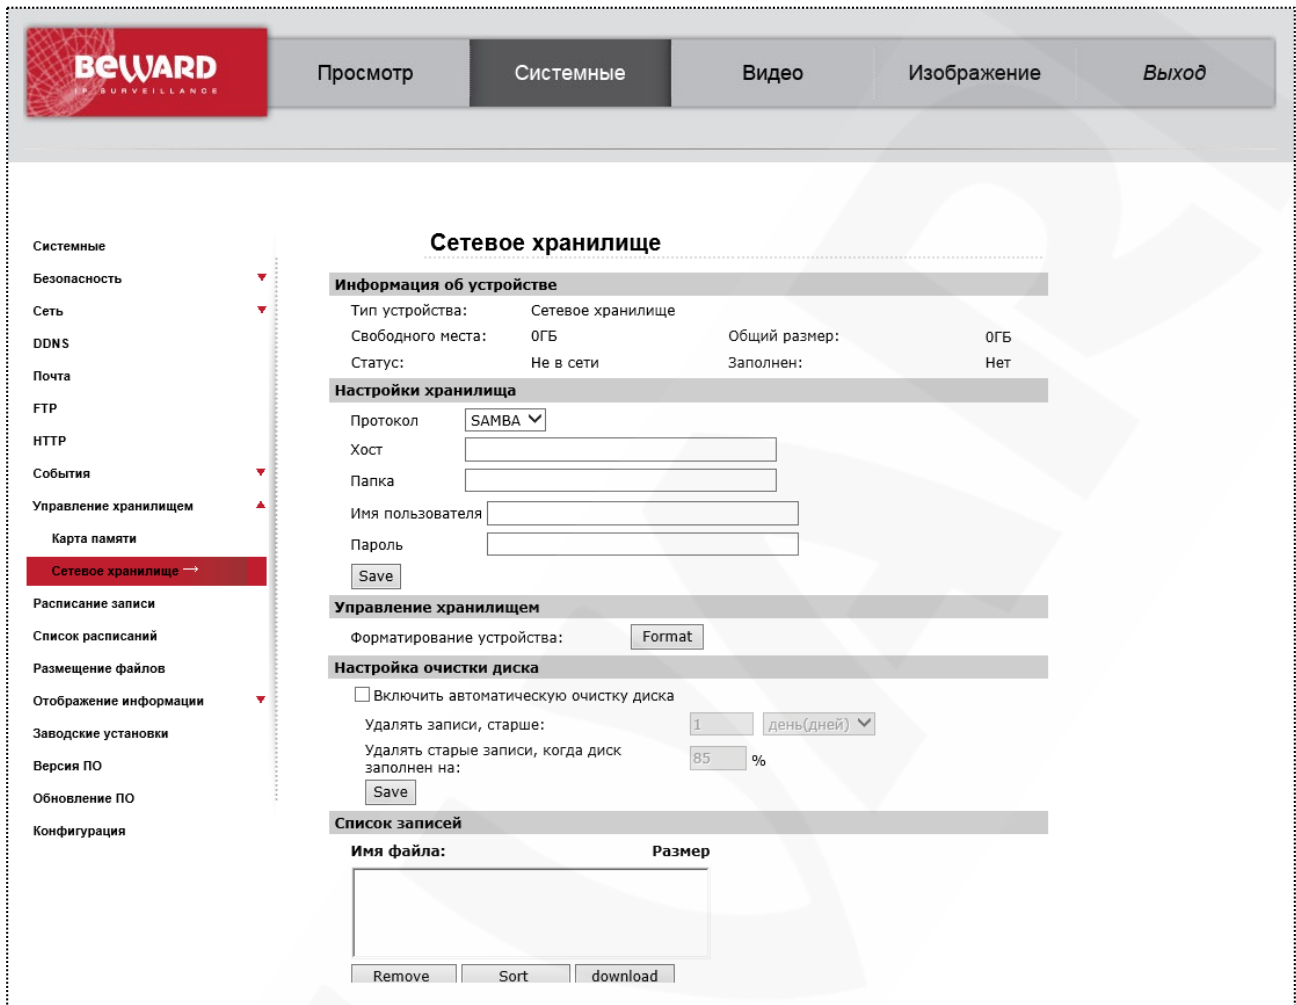 BEWARD
IP SURVEILLANCE
Просмотр Системные Видео Изображение Выход
Системные
Безопасность
Сеть
DDNS
Почта
FTP
HTTP
События
Управление хранилищем
Карта памяти
Сетевое хранилище →
Расписание записи
Список расписаний
Размещение файлов
Отображение информации
Заводские установки
Версия ПО
Обновление ПО
Конфигурация
Сетевое хранилище
Информация об устройстве
Тип устройства: Сетевое хранилище
Свободного места: 0ГБ Общий размер: 0ГБ
Статус: Не в сети Заполнен: Нет
Настройки хранилища
Протокол SAMBA
Хост
Папка
Имя пользователя
Пароль
Save
Управление хранилищем
Форматирование устройства: Format
Настройка очистки диска
Включить автоматическую очистку диска
Удалять записи, старше: 1 день(дней)
Удалять старые записи, когда диск
заполнен на: 85 %
Save
Список записей
Имя файла: Размер
Remove Sort download